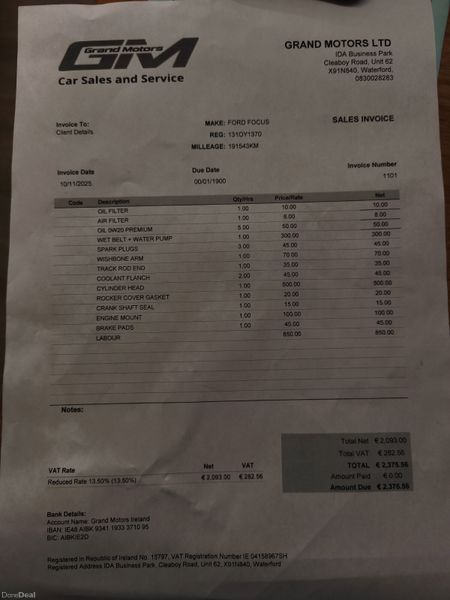 Grand Motors
GM
Car Sales and Service
GRAND MOTORS LTD
IDA Business Park
Cleaboy Road, Unit 62
X91N840, Waterford,
0830028283
Invoice To:
Client Details
MAKE: FORD FOCUS
REG: 131OY1370
MILLEAGE: 191543KM
SALES INVOICE
Invoice Date
10/11/2025
Due Date
00/01/1900
Invoice Number
1101
Code Description Qty/Hrs Price/Rate Net
OIL FILTER 1.00 10.00 10.00
AIR FILTER 1.00 8.00 8.00
OIL 0W20 PREMIUM 5.00 50.00 50.00
WET BELT + WATER PUMP 1.00 300.00 300.00
SPARK PLUGS 3.00 45.00 45.00
WISHBONE ARM 1.00 70.00 70.00
TRACK ROD END 1.00 35.00 35.00
COOLANT FLANCH 2.00 45.00 45.00
CYLINDER HEAD 1.00 500.00 500.00
ROCKER COVER GASKET 1.00 20.00 20.00
CRANK SHAFT SEAL 1.00 15.00 15.00
ENGINE MOUNT 1.00 100.00 100.00
BRAKE PADS 1.00 45.00 45.00
LABOUR 850.00 850.00
Notes:
Total Net € 2,093.00
Total VAT € 282.56
TOTAL € 2,375.56
Amount Paid € 0.00
Amount Due € 2,375.56
VAT Rate Net VAT
Reduced Rate 13.50% (13.50%) € 2,093.00 € 282.56
Bank Details:
Account Name: Grand Motors Ireland
IBAN: IE48 AIBK 9341 1933 3710 95
BIC: AIBKIE2D
Registered in Republic of Ireland No. 15797, VAT Registration Number IE 04158967SH
Registered Address IDA Business Park, Cleaboy Road, Unit 62, X91N840, Waterford
DoneDeal